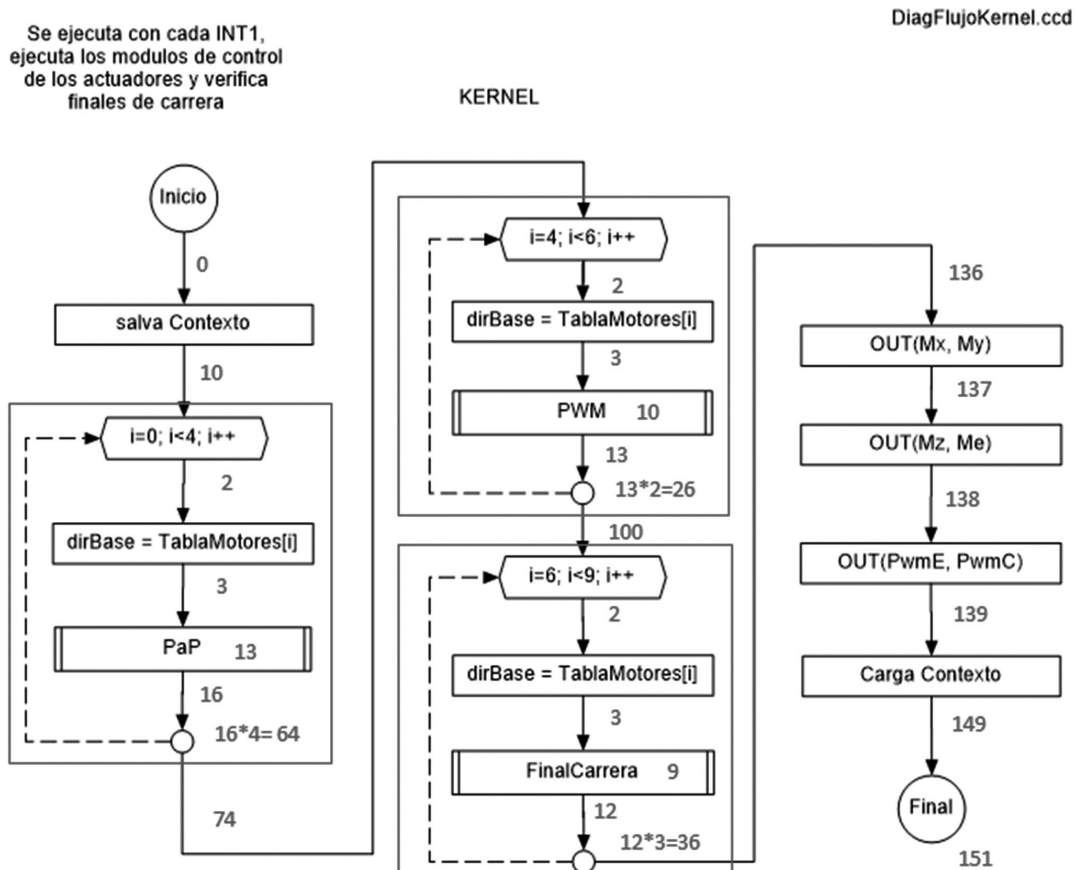 DiagFlujoKernel.ccd
Se ejecuta con cada INT1,
ejecuta los modulos de control
de los actuadores y verifica
finales de carrera
KERNEL
Inicio
0
salva Contexto
10
i=0; i<4; i++
2
dirBase = TablaMotores[i]
3
PaP 13
16
16*4= 64
74
i=4; i<6; i++
2
dirBase = TablaMotores[i]
3
PWM 10
13
13*2=26
100
i=6; i<9; i++
2
dirBase = TablaMotores[i]
3
FinalCarrera 9
12
12*3=36
136
OUT(Mx, My)
137
OUT(Mz, Me)
138
OUT(PwmE, PwmC)
139
Carga Contexto
149
Final
151